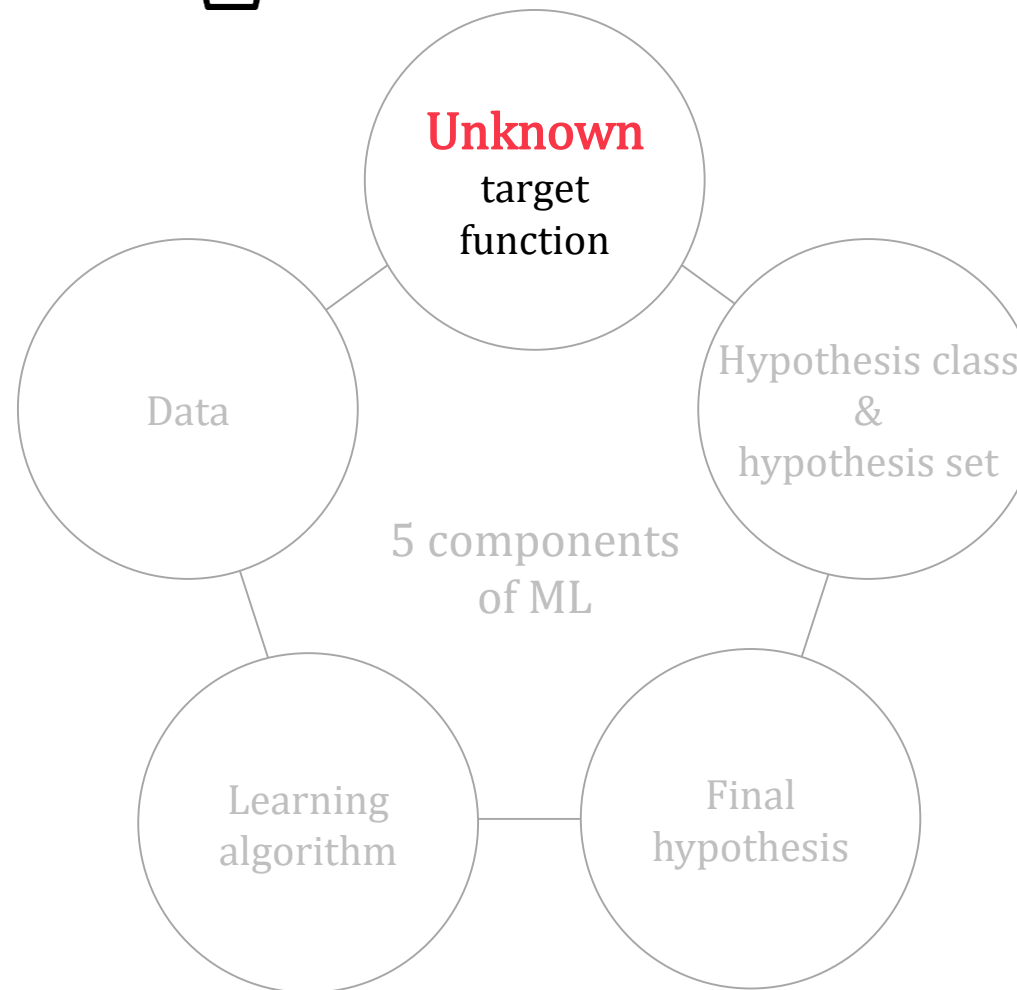 Unknown
target
function
Data
Hypothesis class
&
hypothesis set
5 components
of ML
Learning
algorithm
Final
hypothesis